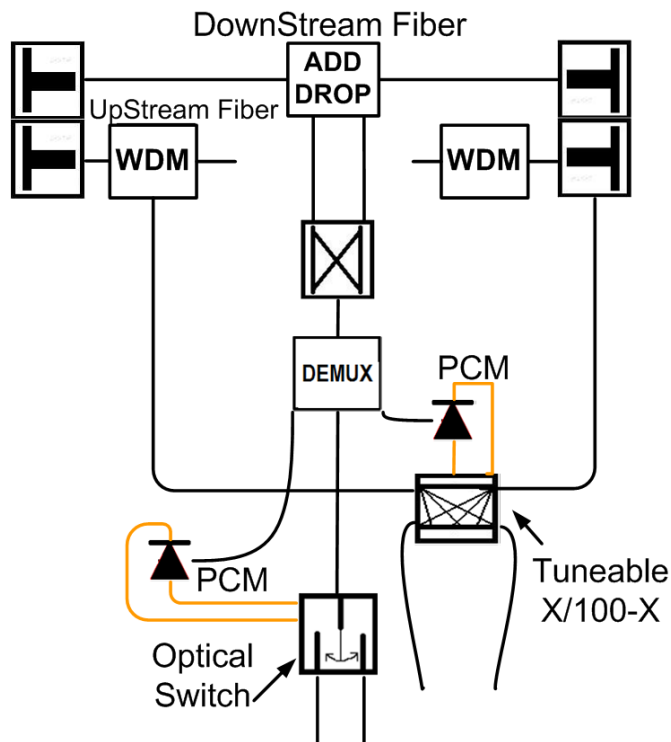 DownStream Fiber
ADD
DROP
UpStream Fiber
WDM
WDM
DEMUX
PCM
PCM
Tuneable
X/100-X
Optical
Switch